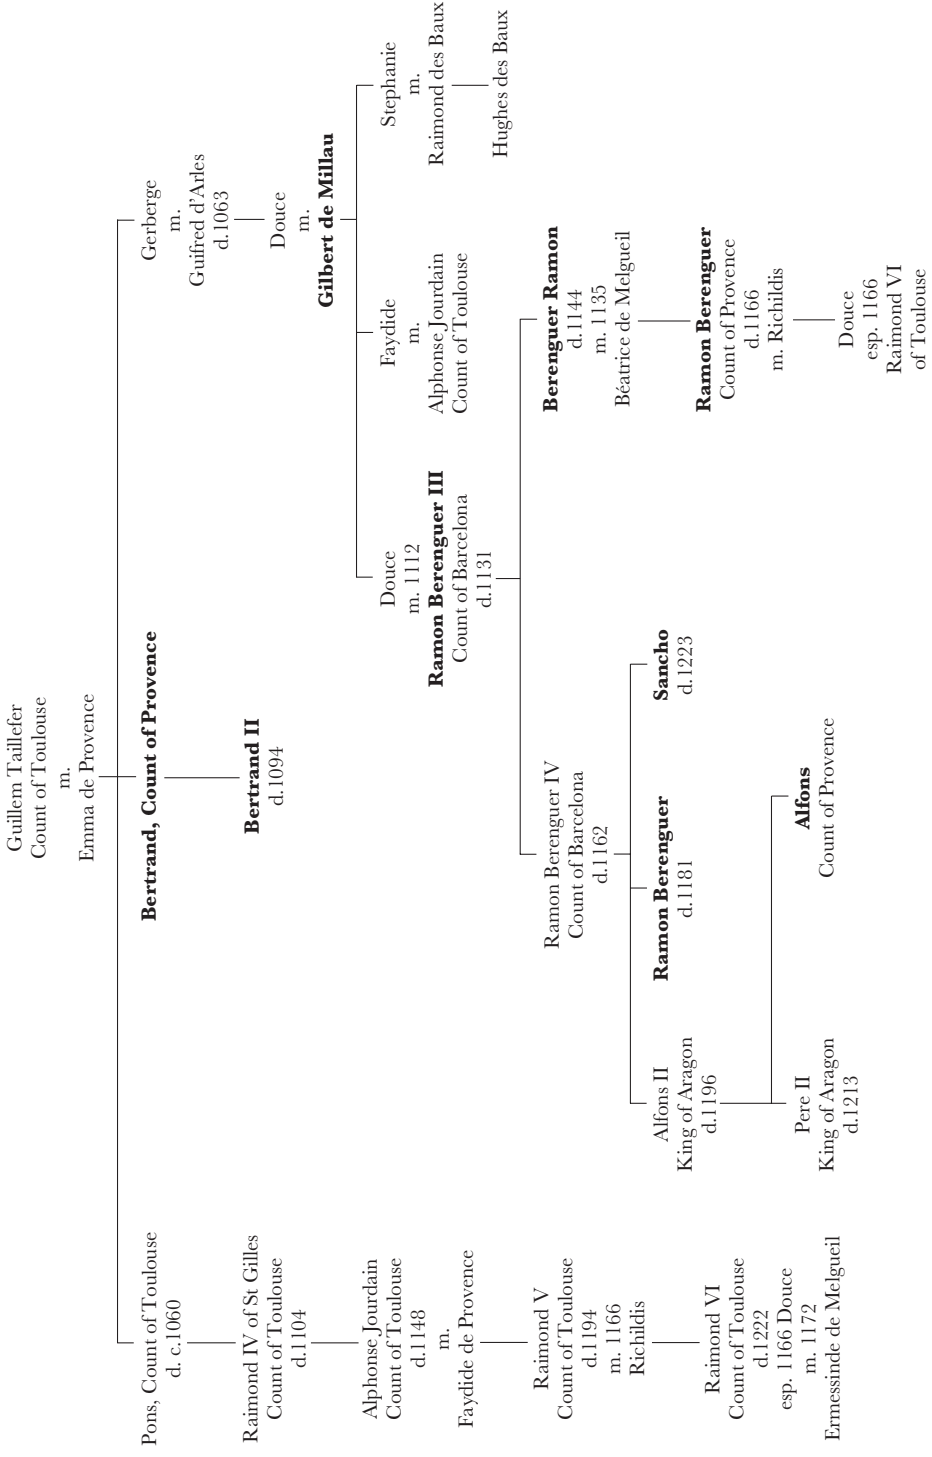 Guillem Taillefer
Count of Toulouse
m.
Emma de Provence
Pons, Count of Toulouse
d. c.1060
Bertrand, Count of Provence
Gerberge
m.
Guifred d'Arles
d.1063
Raimond IV of St Gilles
Count of Toulouse
d.1104
Bertrand II
d.1094
Douce
m.
Gilbert de Millau
Alphonse Jourdain
Count of Toulouse
d.1148
m.
Faydide de Provence
Douce
m. 1112
Ramon Berenguer III
Count of Barcelona
d.1131
Faydide
m.
Alphonse Jourdain
Count of Toulouse
Stephanie
m.
Raimond des Baux
Hughes des Baux
Raimond V
Count of Toulouse
d.1194
m. 1166
Richildis
Ramon Berenguer IV
Count of Barcelona
d.1162
Berenguer Ramon
d.1144
m. 1135
Béatrice de Melgueil
Alfons II
King of Aragon
d.1196
Ramon Berenguer
d.1181
Sancho
d.1223
Ramon Berenguer
Count of Provence
d.1166
m. Richildis
Raimond VI
Count of Toulouse
d.1222
esp. 1166 Douce
m. 1172
Ermessinde de Melgueil
Pere II
King of Aragon
d.1213
Alfons
Count of Provence
Douce
esp. 1166
Raimond VI
of Toulouse